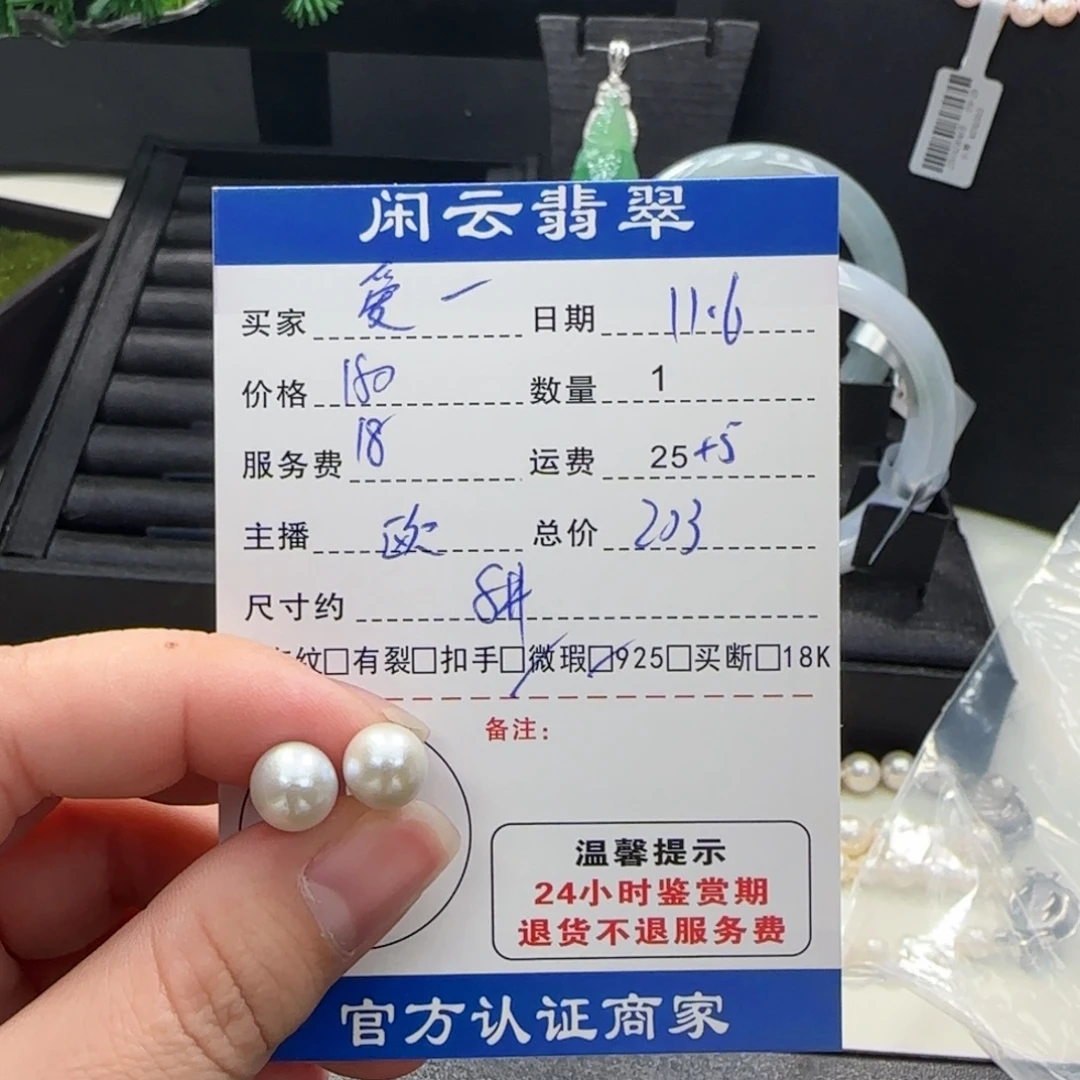 闲云翡翠
买家 爱一 日期 11.6
价格 180 数量 1
服务费 18 运费 25+5
主播 欧 总价 203
尺寸约 8#
纹□有裂□扣手□微瑕□925□买断□18K
备注:
温馨提示
24小时鉴赏期
退货不退服务费
官方认证商家